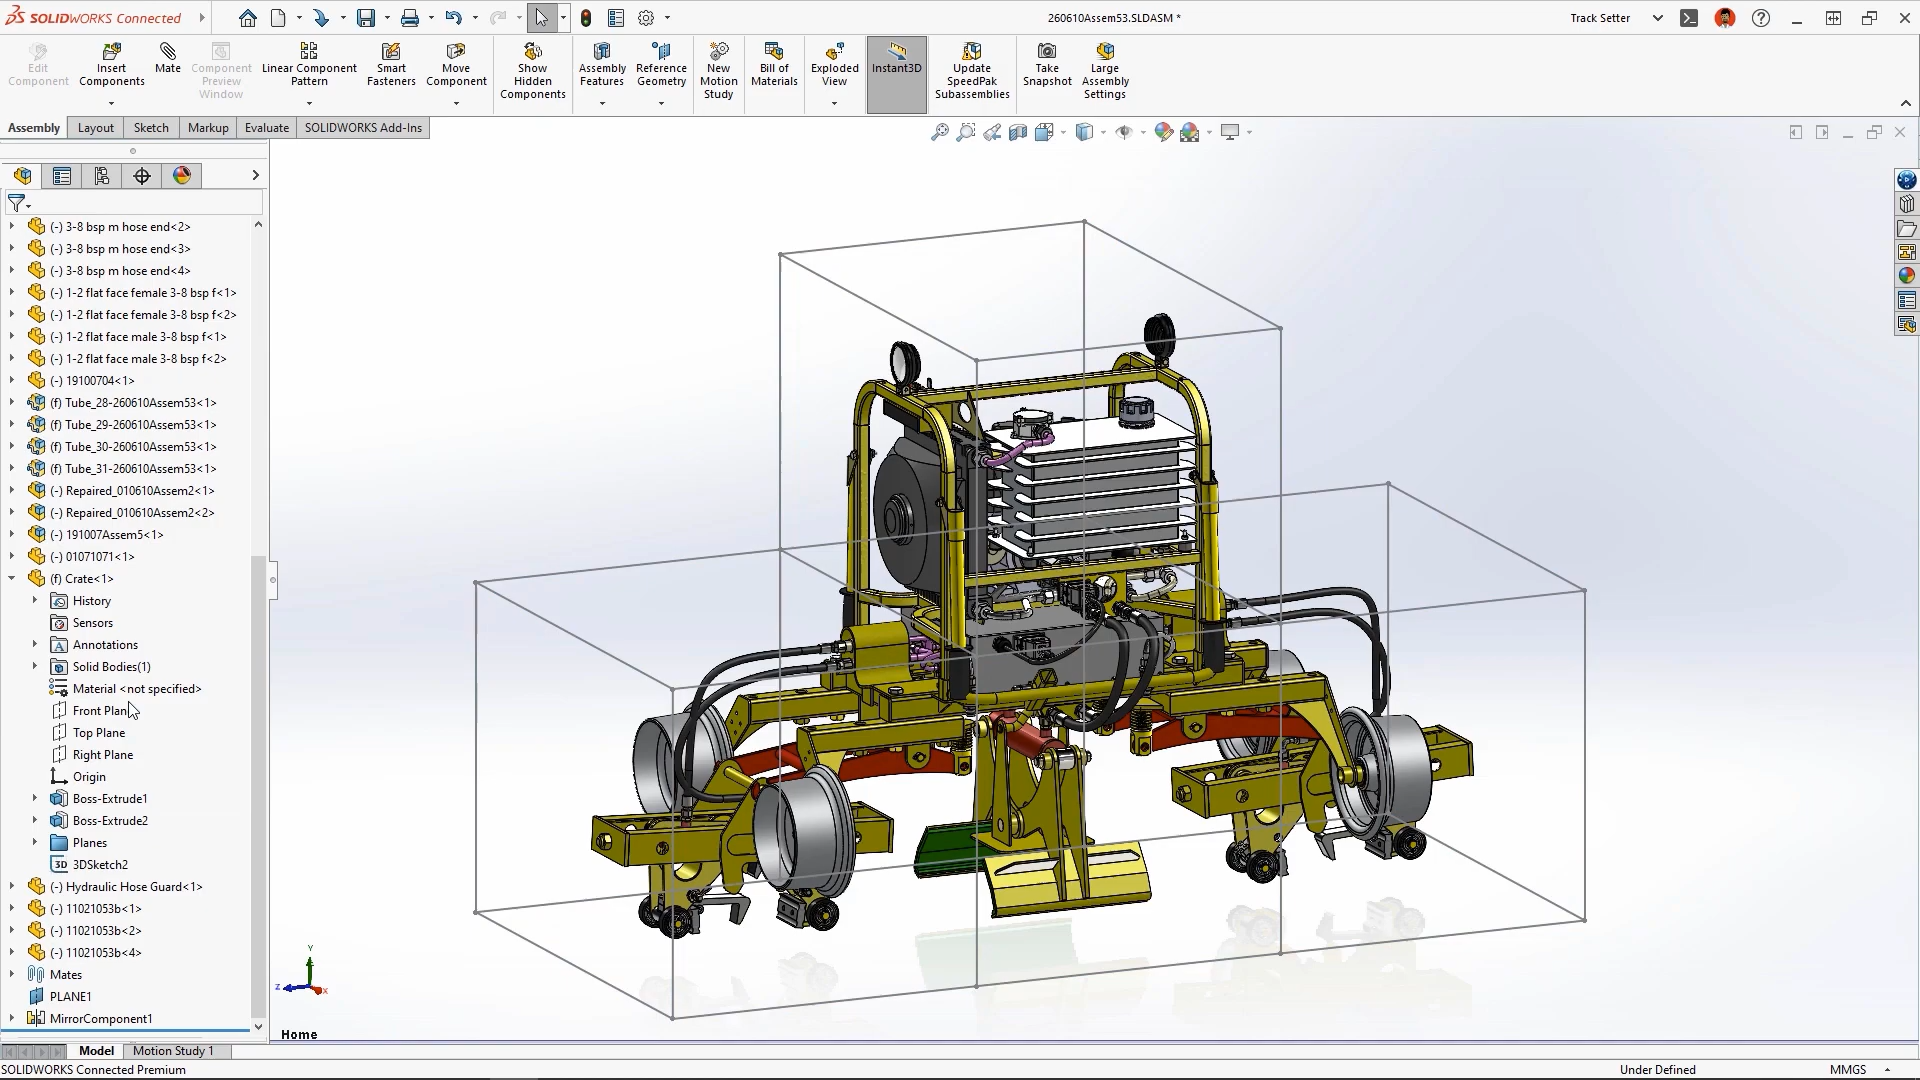 SOLIDWORKS Connected
260610Assem53.SLDASM *
Track Setter
Edit Component
Insert Components
Mate
Component Preview Window
Linear Component Pattern
Smart Fasteners
Move Component
Show Hidden Components
Assembly Features
Reference Geometry
New Motion Study
Bill of Materials
Exploded View
Instant3D
Update SpeedPak Subassemblies
Take Snapshot
Large Assembly Settings
Assembly
Layout
Sketch
Markup
Evaluate
SOLIDWORKS Add-Ins
(-) 3-8 bsp m hose end<2>
(-) 3-8 bsp m hose end<3>
(-) 3-8 bsp m hose end<4>
(-) 1-2 flat face female 3-8 bsp f<1>
(-) 1-2 flat face female 3-8 bsp f<2>
(-) 1-2 flat face male 3-8 bsp f<1>
(-) 1-2 flat face male 3-8 bsp f<2>
(-) 19100704<1>
(f) Tube_28-260610Assem53<1>
(f) Tube_29-260610Assem53<1>
(f) Tube_30-260610Assem53<1>
(f) Tube_31-260610Assem53<1>
(-) Repaired_010610Assem2<1>
(-) Repaired_010610Assem2<2>
(-) 191007Assem5<1>
(-) 01071071<1>
(f) Crate<1>
History
Sensors
Annotations
Solid Bodies(1)
Material <not specified>
Front Plan
Top Plane
Right Plane
Origin
Boss-Extrude1
Boss-Extrude2
Planes
3D 3DSketch2
(-) Hydraulic Hose Guard<1>
(-) 11021053b<1>
(-) 11021053b<2>
(-) 11021053b<4>
Mates
PLANE1
MirrorComponent1
Y
Z
X
Home
Model
Motion Study 1
SOLIDWORKS Connected Premium
Under Defined
MMGS